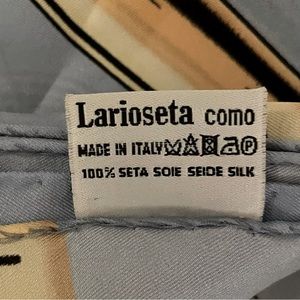 Larioseta como
MADE IN ITALY
100% SETA SOIE SEIDE SILK